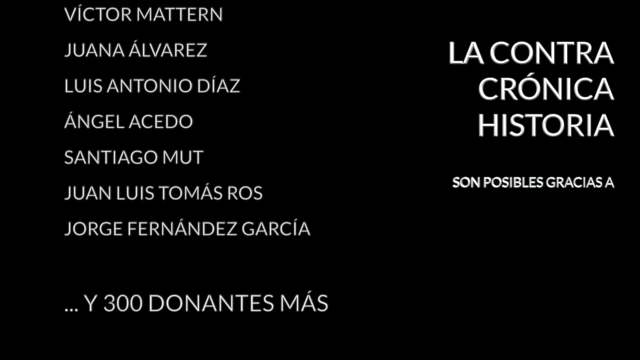 VÍCTOR MATTERN
JUANA ÁLVAREZ
LUIS ANTONIO DÍAZ
ÁNGEL ACEDO
SANTIAGO MUT
JUAN LUIS TOMÁS ROS
JORGE FERNÁNDEZ GARCÍA
... Y 300 DONANTES MÁS
LA CONTRA
CRÓNICA
HISTORIA
SON POSIBLES GRACIAS A